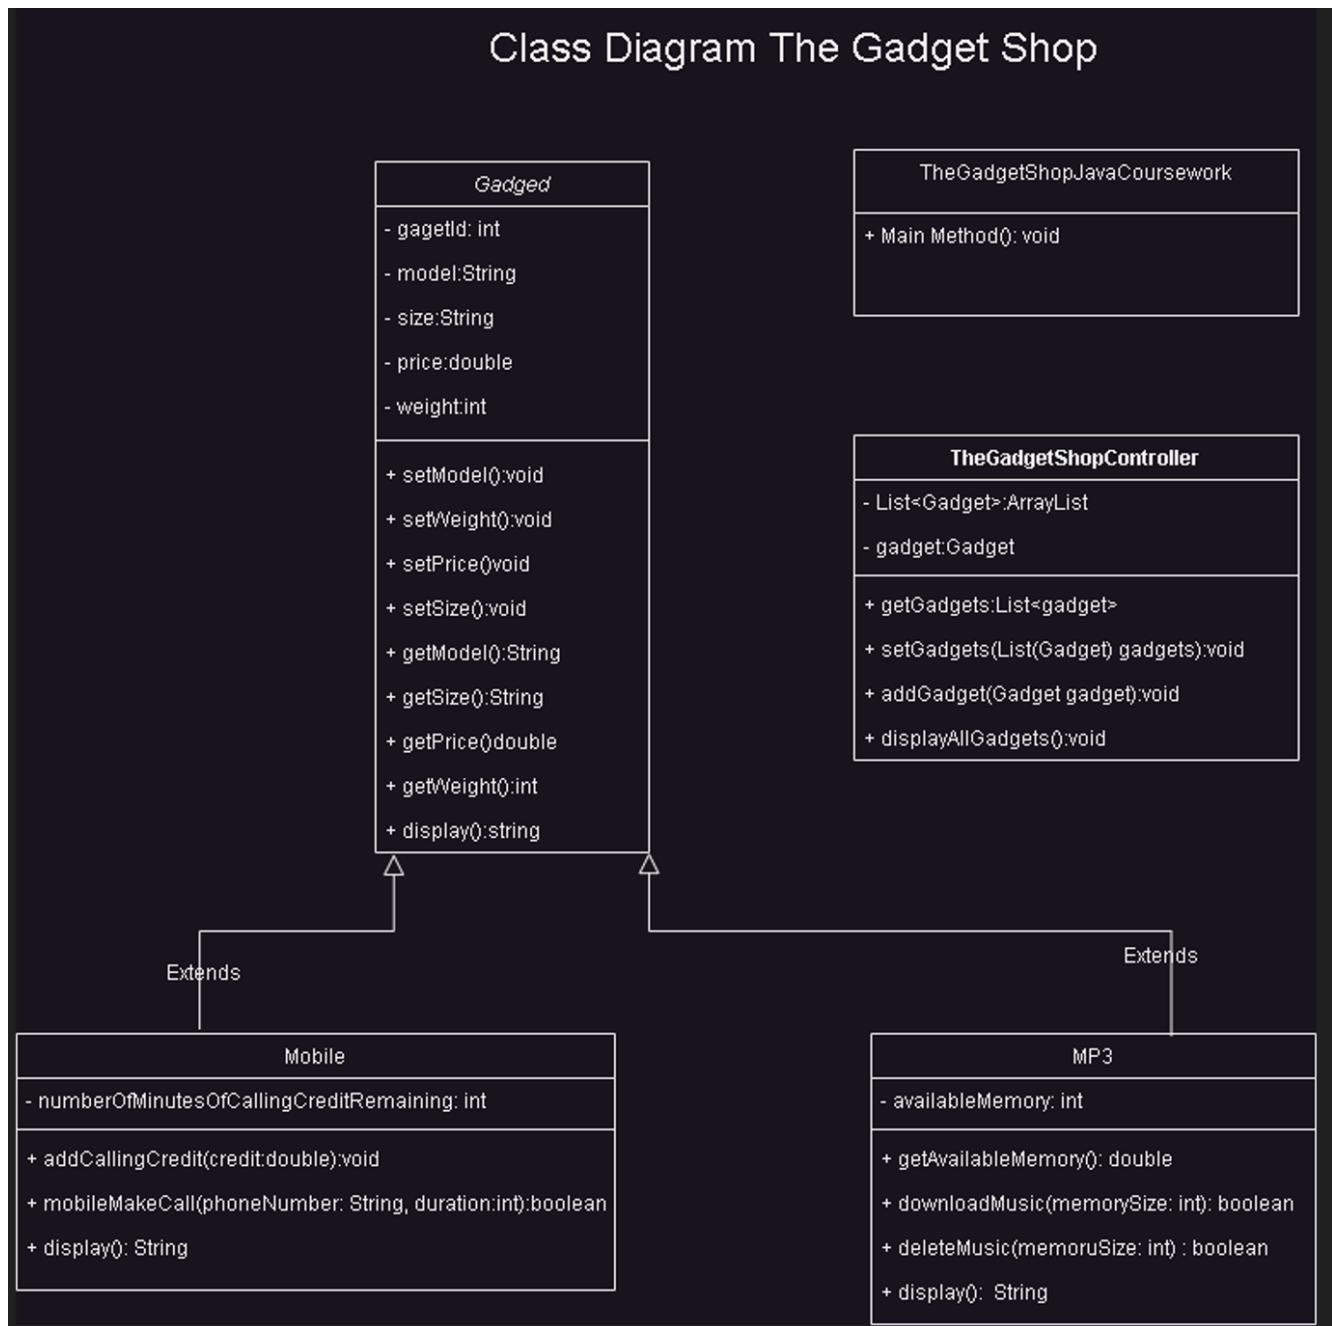 Class Diagram The Gadget Shop
Gadged
- gagetId: int
- model:String
- size:String
- price:double
- weight:int
+ setModel():void
+ setWeight():void
+ setPrice()void
+ setSize():void
+ getModel():String
+ getSize():String
+ getPrice()double
+ getWeight():int
+ display():string
TheGadgetShopJavaCoursework
+ Main Method(): void
TheGadgetShopController
- List<Gadget>:ArrayList
- gadget:Gadget
+ getGadgets:List<gadget>
+ setGadgets(List(Gadget) gadgets):void
+ addGadget(Gadget gadget):void
+ displayAllGadgets():void
Extends
Extends
Mobile
- numberOfMinutesOfCallingCreditRemaining: int
+ addCallingCredit(credit:double):void
+ mobileMakeCall(phoneNumber: String, duration:int):boolean
+ display(): String
MP3
- availableMemory: int
+ getAvailableMemory(): double
+ downloadMusic(memorySize: int): boolean
+ deleteMusic(memoruSize: int) : boolean
+ display(): String